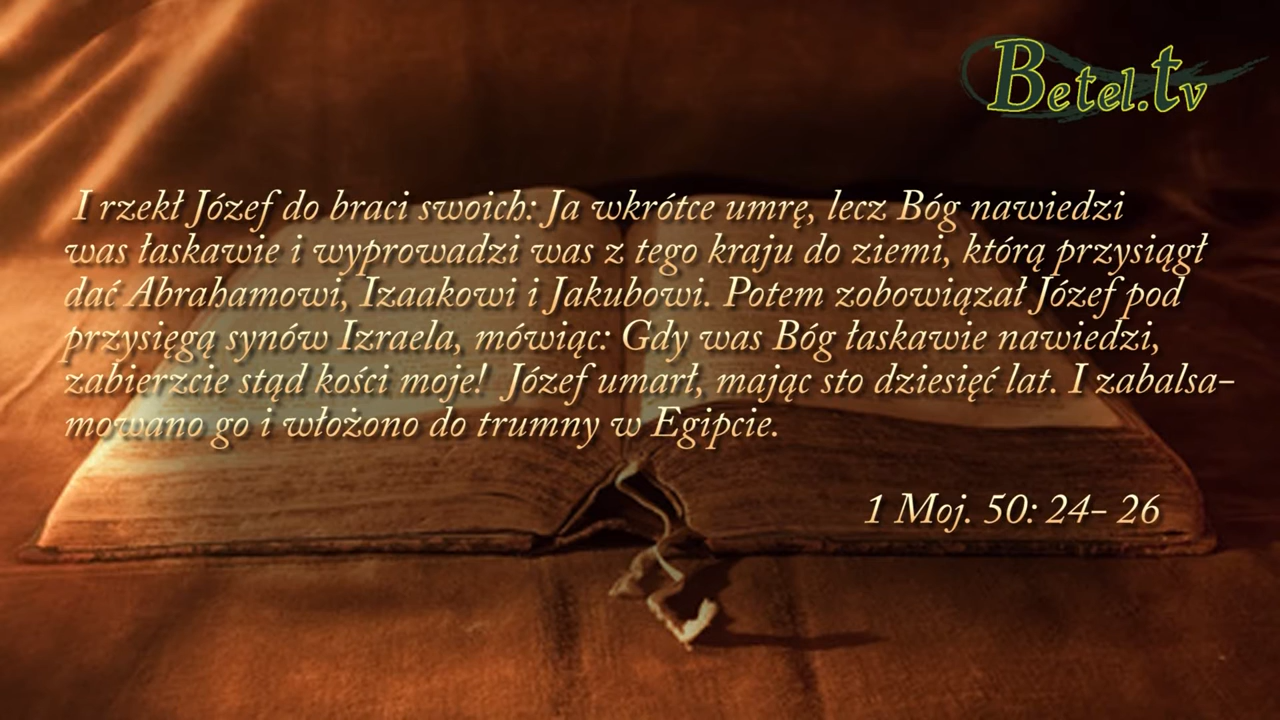 Betel.tv
I rzekł Józef do braci swoich: Ja wkrótce umrę, lecz Bóg nawiedzi
was łaskawie i wyprowadzi was z tego kraju do ziemi, którą przysiągł
dać Abrahamowi, Izaakowi i Jakubowi. Potem zobowiązał Józef pod
przysięgą synów Izraela, mówiąc: Gdy was Bóg łaskawie nawiedzi,
zabierzcie stąd kości moje! Józef umarł, mając sto dziesięć lat. I zabalsa-
mowano go i włożono do trumny w Egipcie.
1 Moj. 50: 24- 26